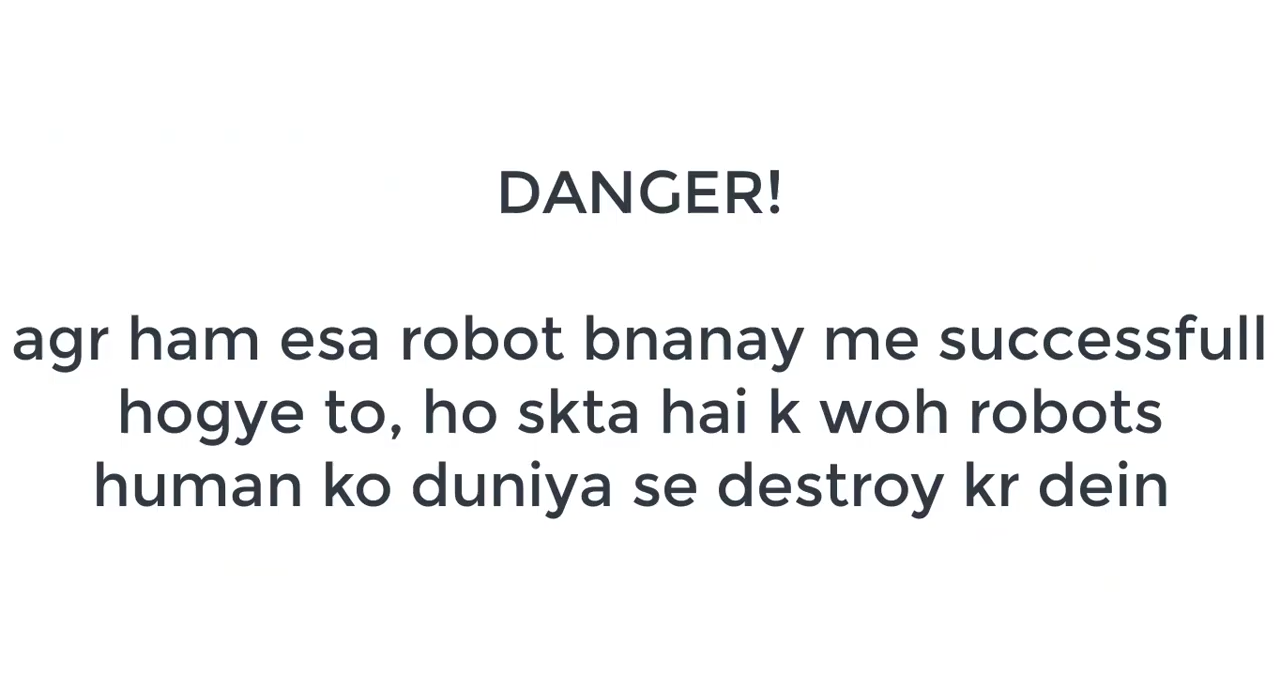 DANGER!
agr ham esa robot bnanay me successfull
hogye to, ho skta hai k woh robots
human ko duniya se destroy kr dein